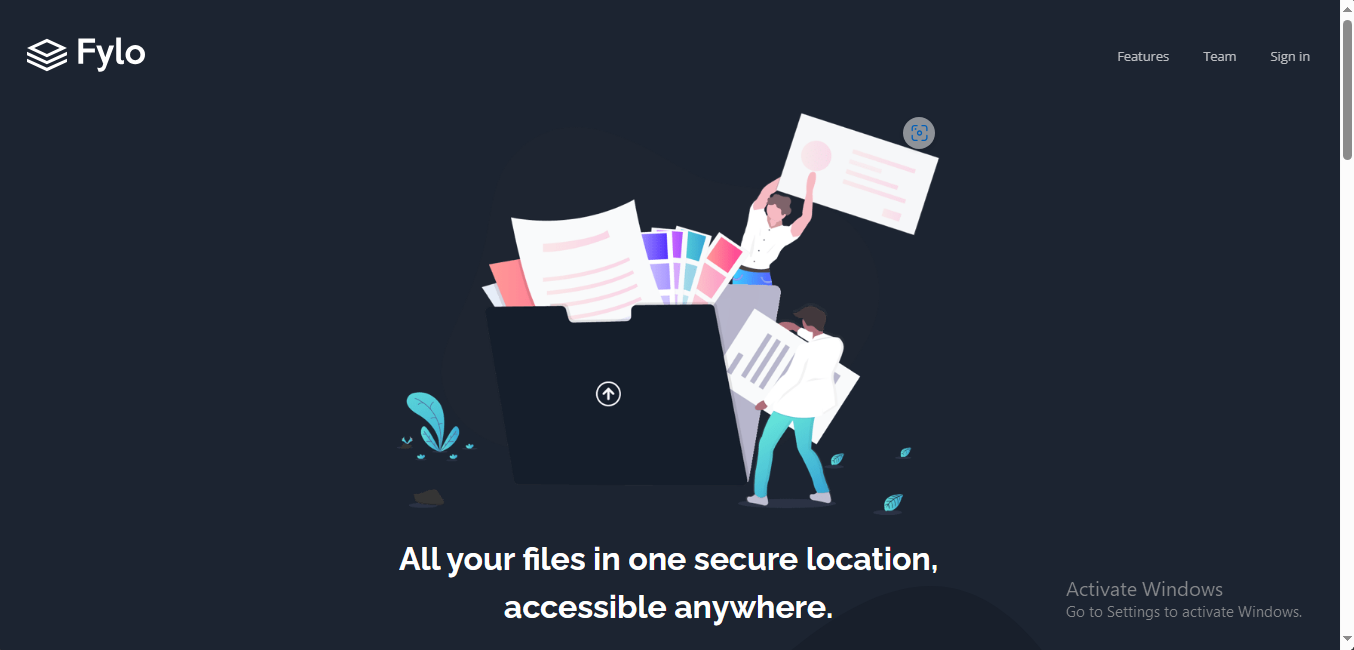 Fylo
Features
Team
Sign in
All your files in one secure location,
accessible anywhere.
Activate Windows
Go to Settings to activate Windows.